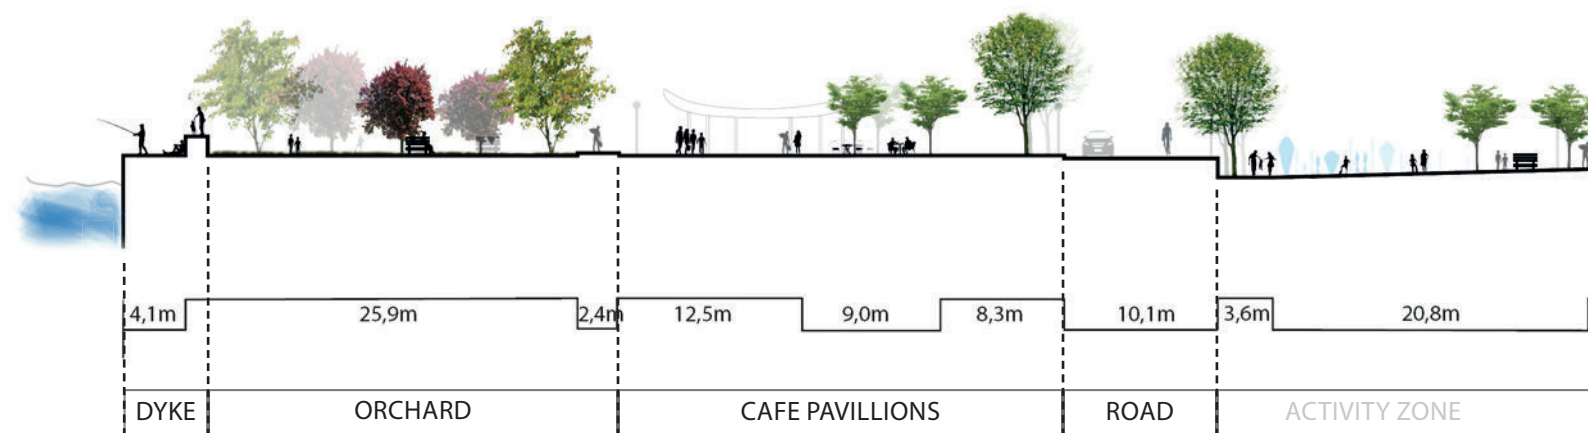 4,1m 25,9m 2,4m 12,5m 9,0m 8,3m 10,1m 3,6m 20,8m
DYKE ORCHARD CAFE PAVILLIONS ROAD ACTIVITY ZONE